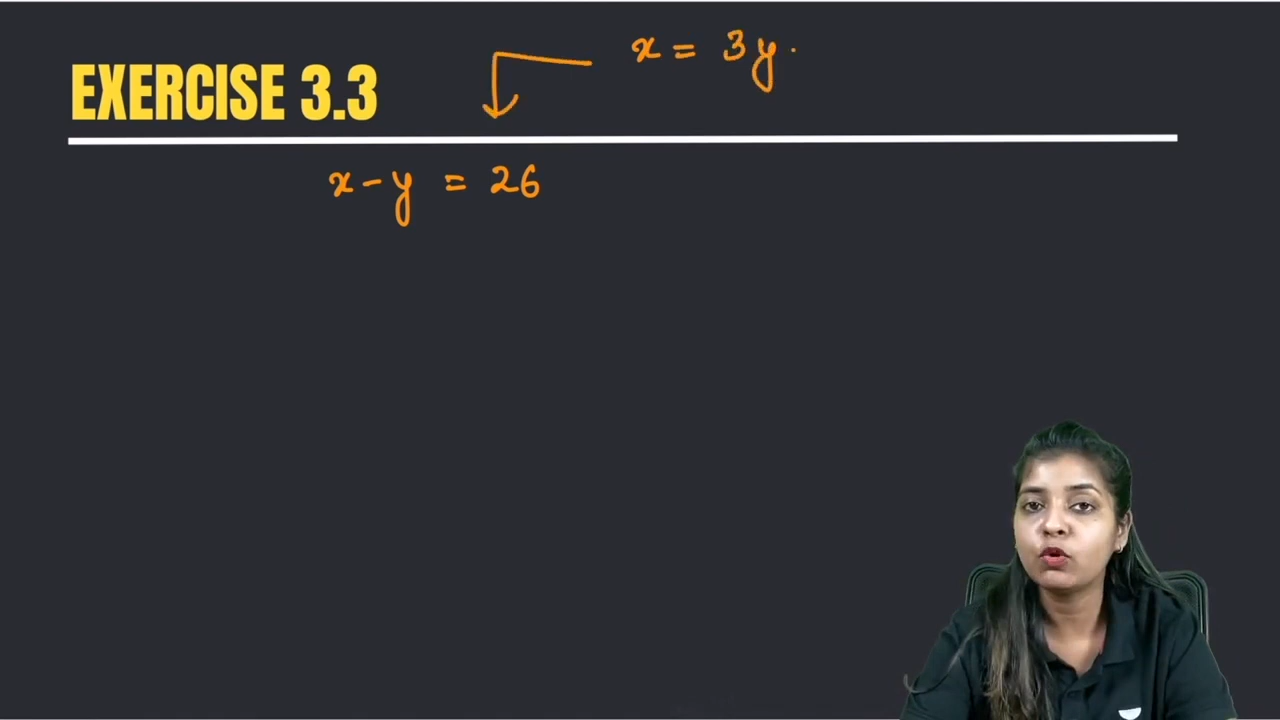 x = 3y.
EXERCISE 3.3
x - y = 26